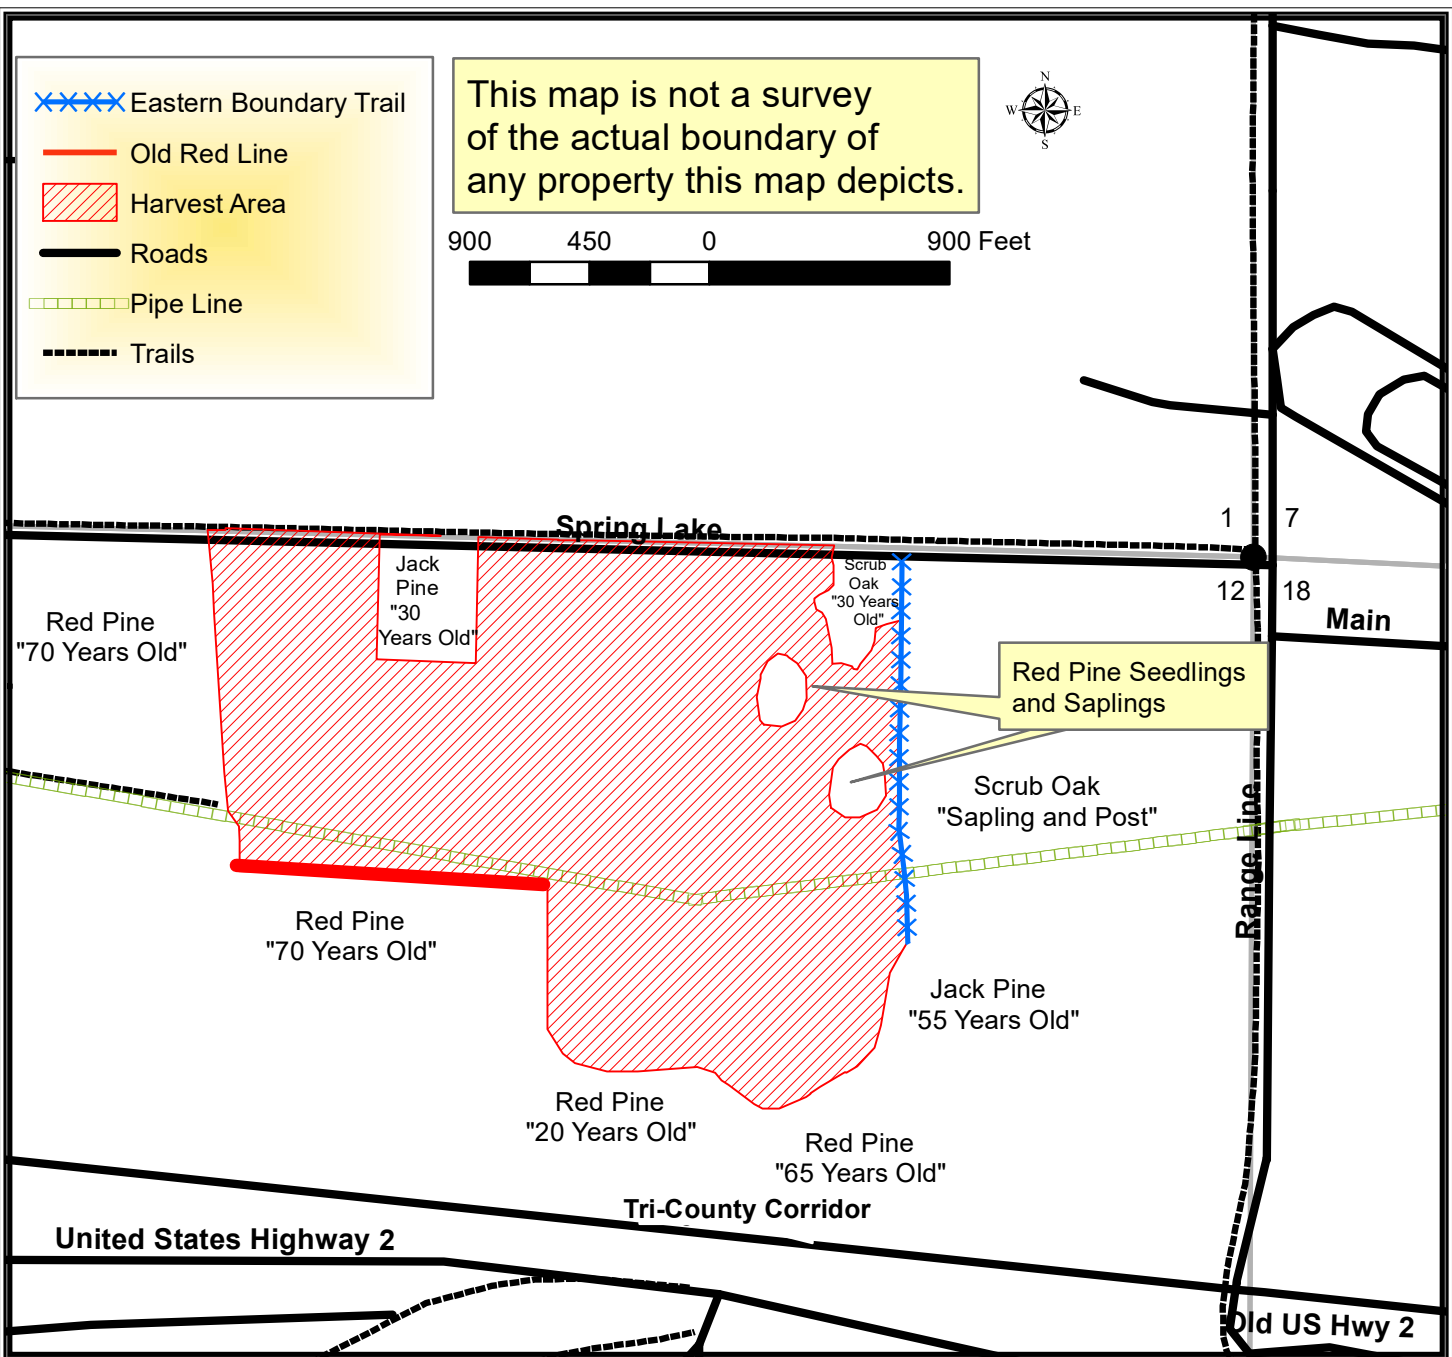 Eastern Boundary Trail
Old Red Line
Harvest Area
Roads
Pipe Line
Trails
This map is not a survey
of the actual boundary of
any property this map depicts.
N
W
E
S
900 450 0 900 Feet
Spring Lake
1 7
12 18
Main
Jack
Pine
"30
Years Old"
Scrub
Oak
"30 Years
Old"
Red Pine
"70 Years Old"
Red Pine Seedlings
and Saplings
Scrub Oak
"Sapling and Post"
Range Line
Red Pine
"70 Years Old"
Jack Pine
"55 Years Old"
Red Pine
"20 Years Old"
Red Pine
"65 Years Old"
Tri-County Corridor
United States Highway 2
Old US Hwy 2